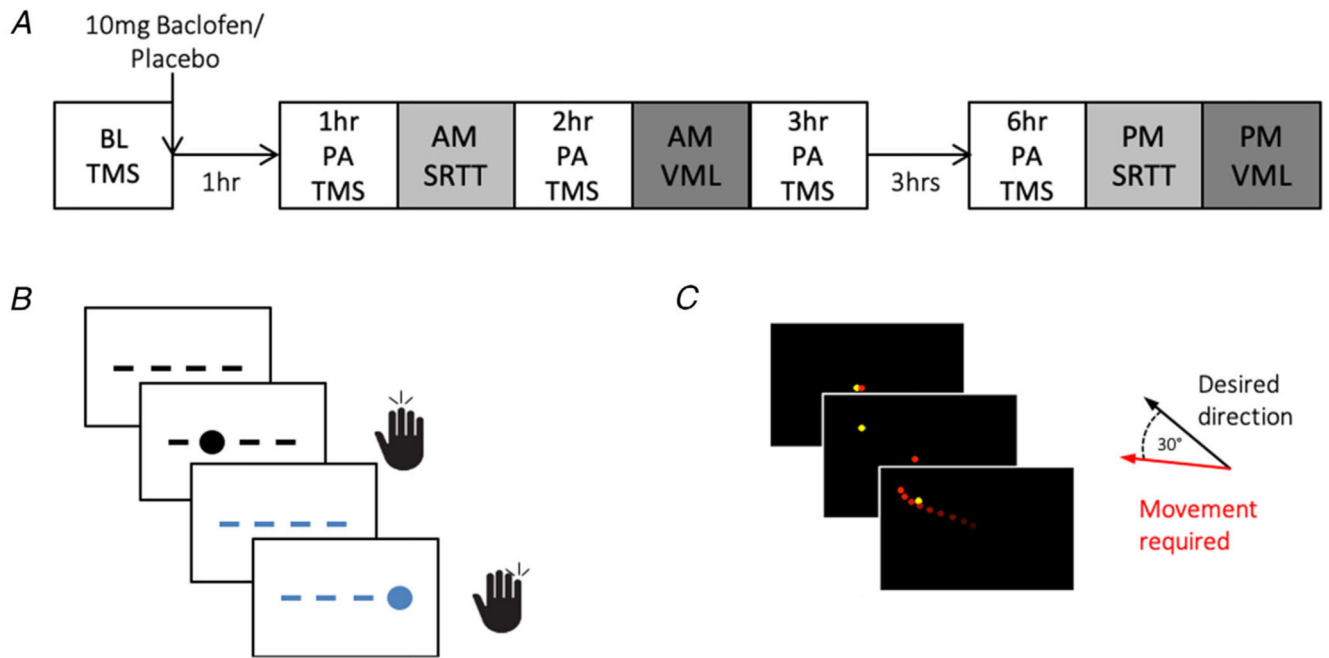 A
10mg Baclofen/
Placebo
BL
TMS
1hr
1hr
PA
TMS
AM
SRTT
2hr
PA
TMS
AM
VML
3hr
PA
TMS
3hrs
6hr
PA
TMS
PM
SRTT
PM
VML
B
C
Desired
direction
30°
Movement
required